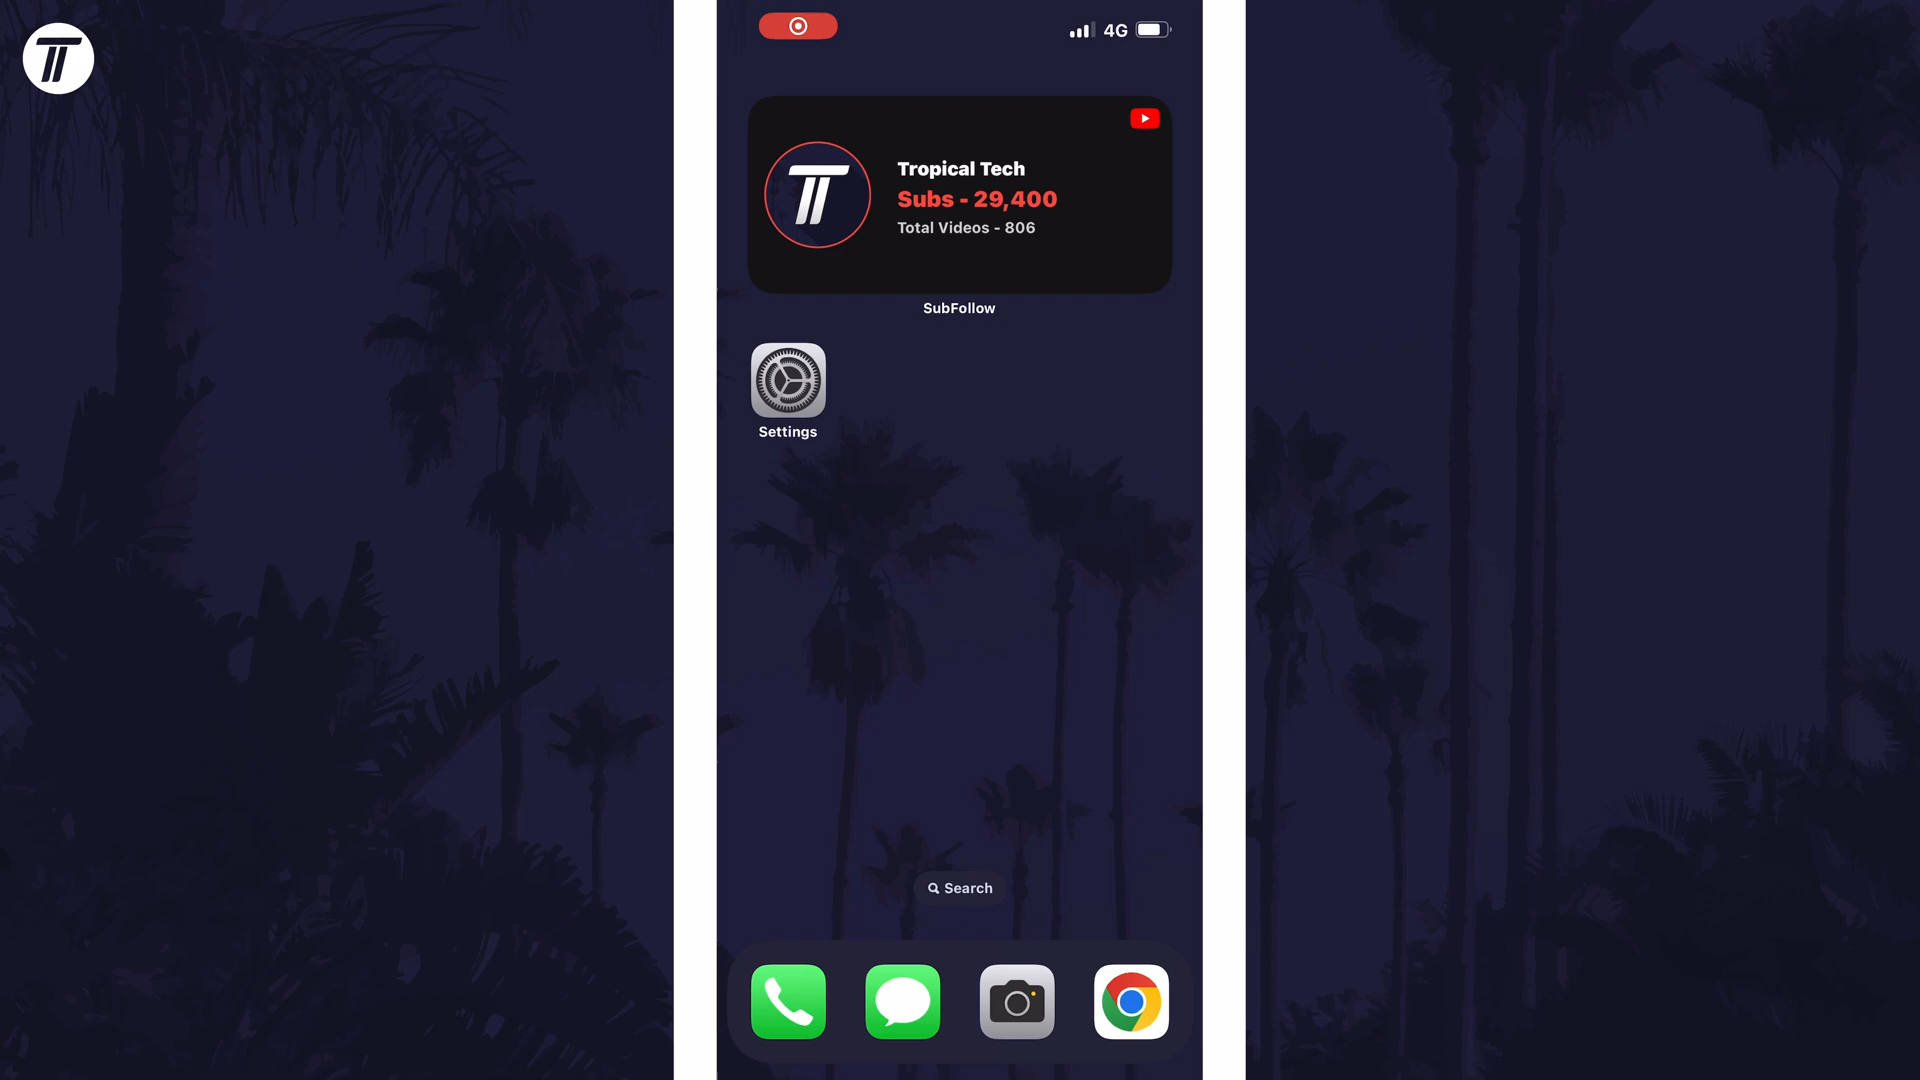 4G
Tropical Tech
Subs - 29,400
Total Videos - 806
SubFollow
Settings
Search